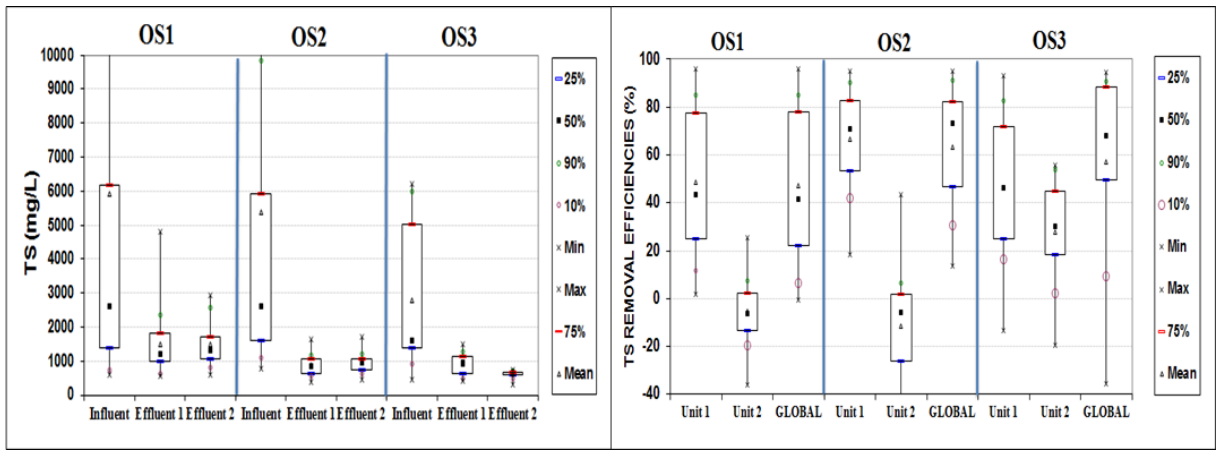 OS1 OS2 OS3
TS (mg/L)
10000
9000
8000
7000
6000
5000
4000
3000
2000
1000
0
Influent Effluent 1 Effluent 2 Influent Effluent 1 Effluent 2 Influent Effluent 1 Effluent 2
25%
50%
90%
10%
Min
Max
75%
Mean
OS1 OS2 OS3
TS REMOVAL EFFICIENCIES (%)
100
80
60
40
20
0
-20
-40
Unit 1 Unit 2 GLOBAL Unit 1 Unit 2 GLOBAL Unit 1 Unit 2 GLOBAL
25%
50%
90%
10%
Min
Max
75%
Mean